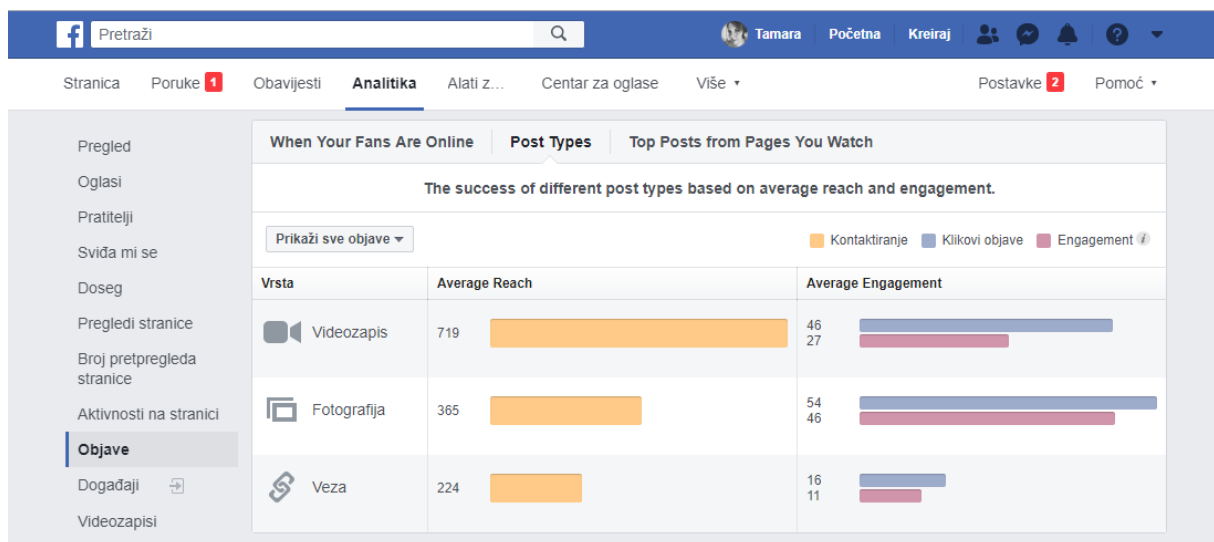 f Pretraži Tamara Početna Kreiraj
Stranica Poruke 1 Obavijesti Analitika Alati z... Centar za oglase Više Postavke 2 Pomoć
Pregled
Oglasi
Pratitelji
Sviđa mi se
Doseg
Pregledi stranice
Broj pretpregleda
stranice
Aktivnosti na stranici
Objave
Događaji
Videozapisi
When Your Fans Are Online Post Types Top Posts from Pages You Watch
The success of different post types based on average reach and engagement.
Prikaži sve objave Kontaktiranje Klikovi objave Engagement i
Vrsta Average Reach Average Engagement
Videozapis 719 46
27
Fotografija 365 54
46
Veza 224 16
11